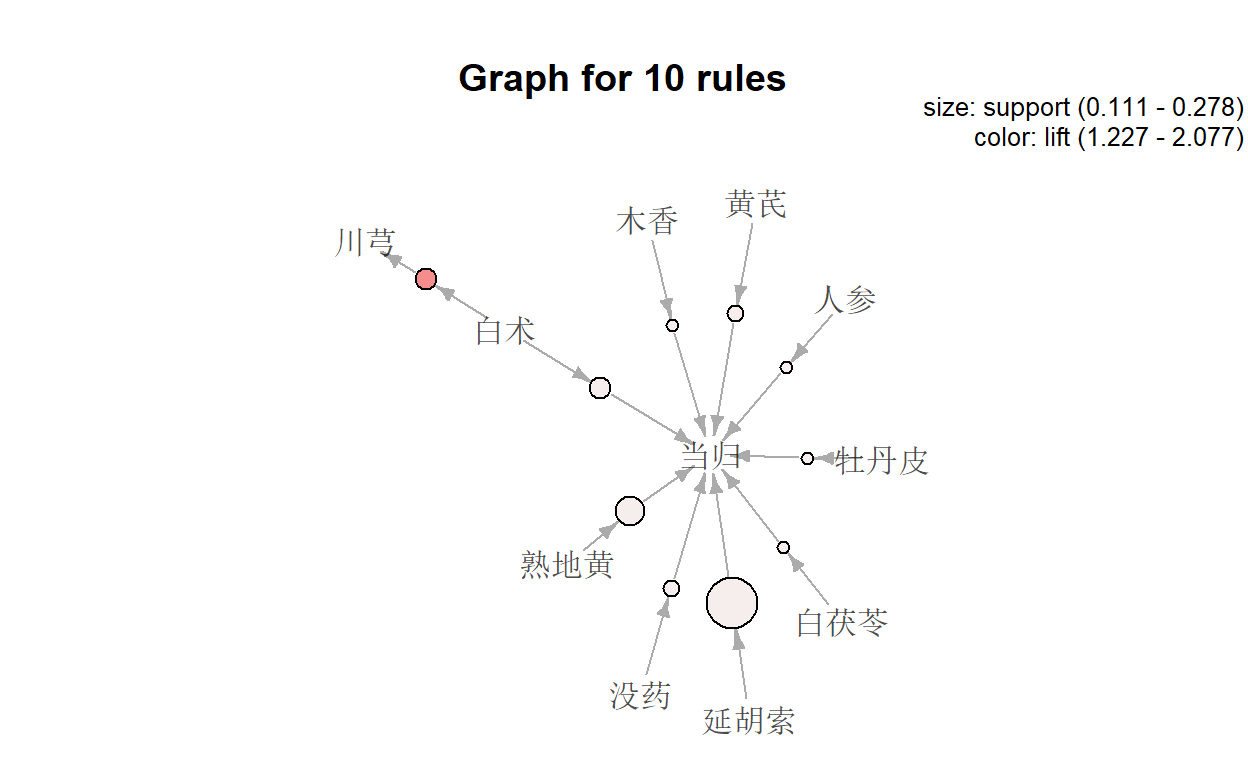 Graph for 10 rules
size: support (0.111 - 0.278)
color: lift (1.227 - 2.077)
黄芪
木香
川芎
人参
白术
当归
牡丹皮
熟地黄
白茯苓
没药
延胡索